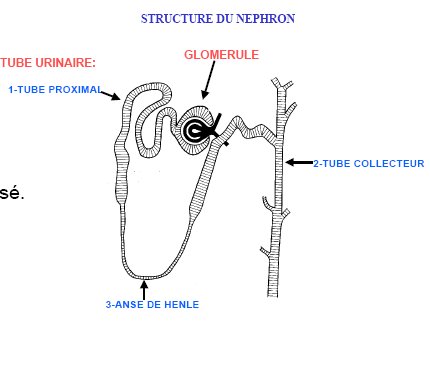 STRUCTURE DU NEPHRON
GLOMERULE
TUBE URINAIRE:
1-TUBE PROXIMAL
2-TUBE COLLECTEUR
sé.
3-ANSE DE HENLE